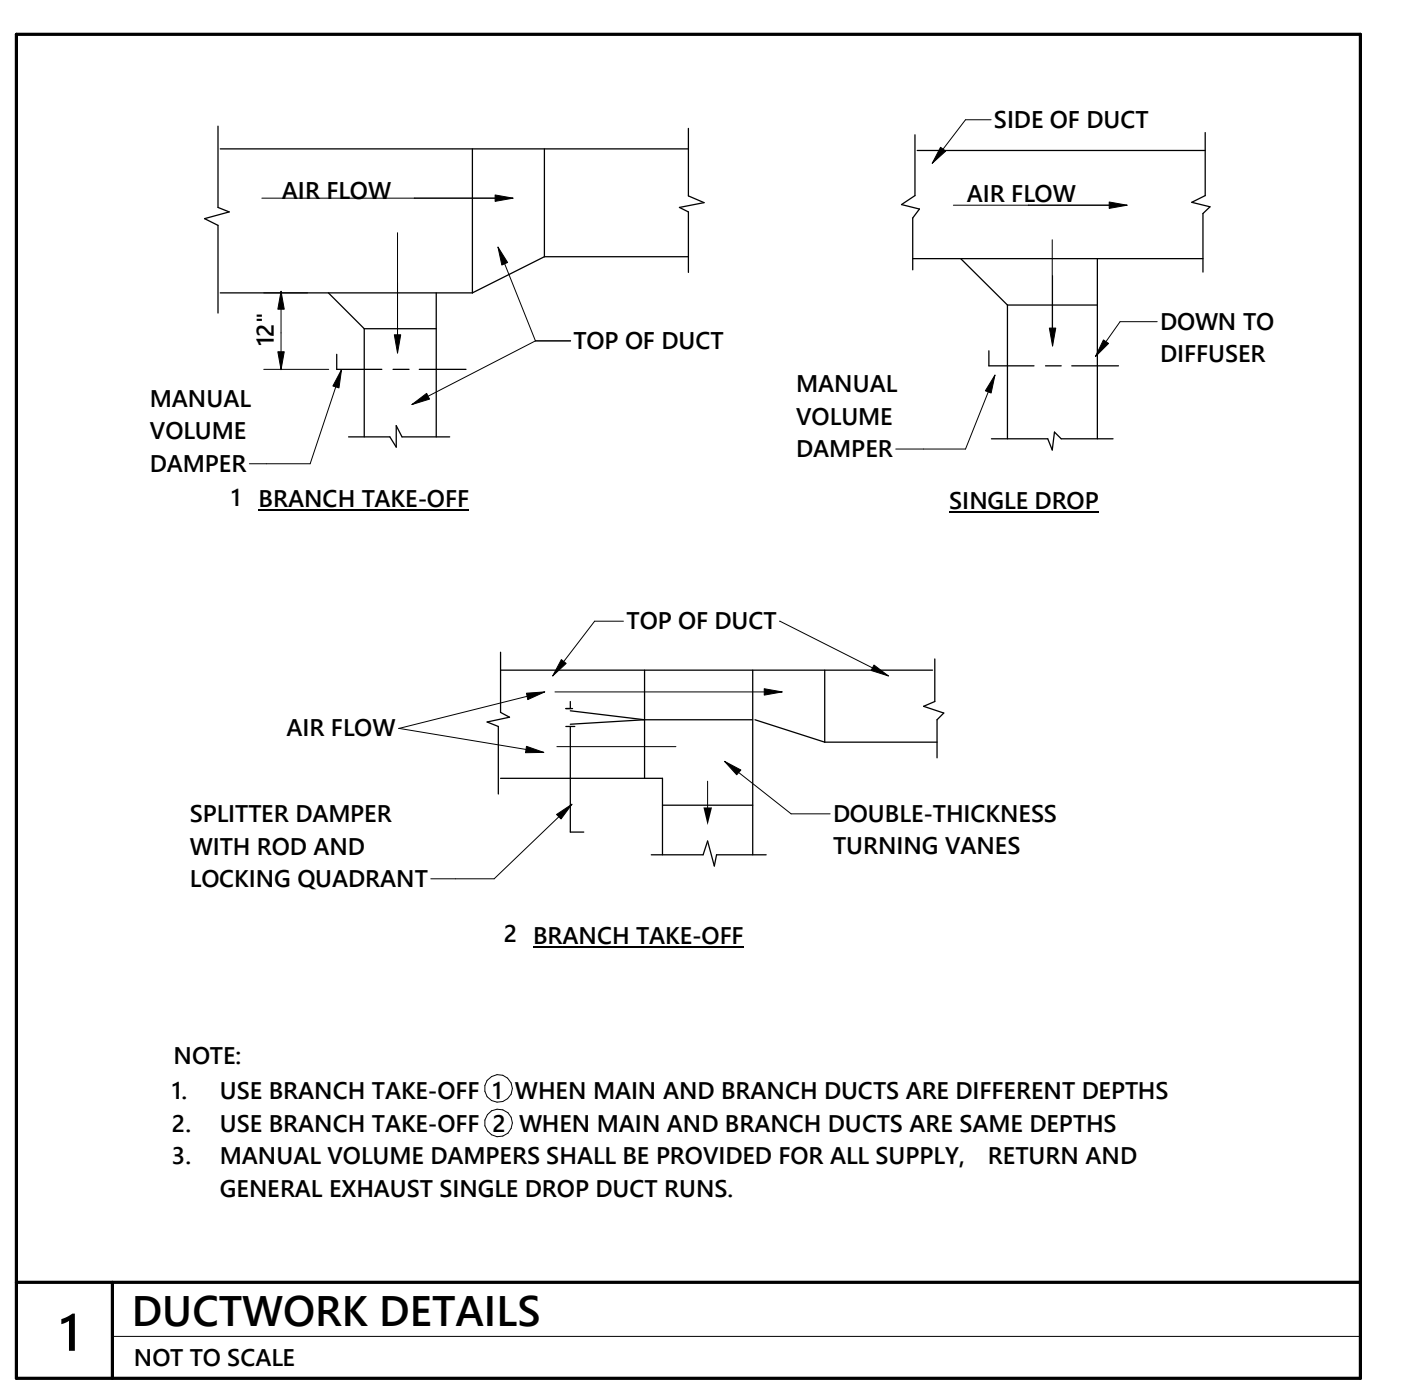 SIDE OF DUCT
AIR FLOW
AIR FLOW
12"
TOP OF DUCT
DOWN TO
DIFFUSER
MANUAL
VOLUME
DAMPER
MANUAL
VOLUME
DAMPER
1 BRANCH TAKE-OFF
SINGLE DROP
TOP OF DUCT
AIR FLOW
SPLITTER DAMPER
WITH ROD AND
LOCKING QUADRANT
DOUBLE-THICKNESS
TURNING VANES
2 BRANCH TAKE-OFF
NOTE:
1. USE BRANCH TAKE-OFF 1 WHEN MAIN AND BRANCH DUCTS ARE DIFFERENT DEPTHS
2. USE BRANCH TAKE-OFF 2 WHEN MAIN AND BRANCH DUCTS ARE SAME DEPTHS
3. MANUAL VOLUME DAMPERS SHALL BE PROVIDED FOR ALL SUPPLY, RETURN AND
GENERAL EXHAUST SINGLE DROP DUCT RUNS.
1
DUCTWORK DETAILS
NOT TO SCALE